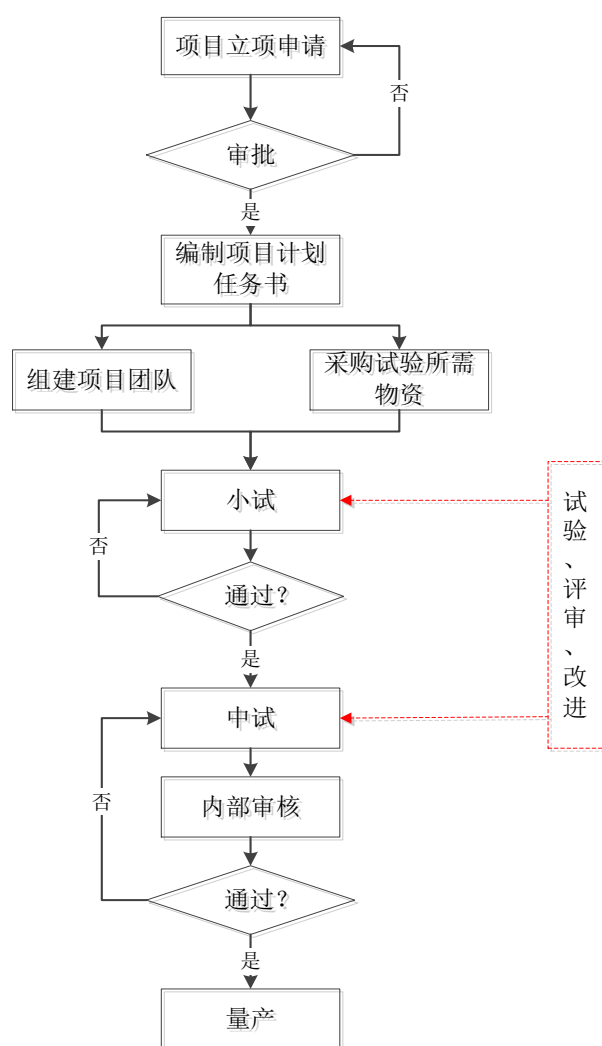 项目立项申请
否
审批
是
编制项目计划
任务书
组建项目团队
采购试验所需
物资
小试
否
通过?
是
中试
内部审核
否
通过?
是
量产
试
验
、
评
审
、
改
进